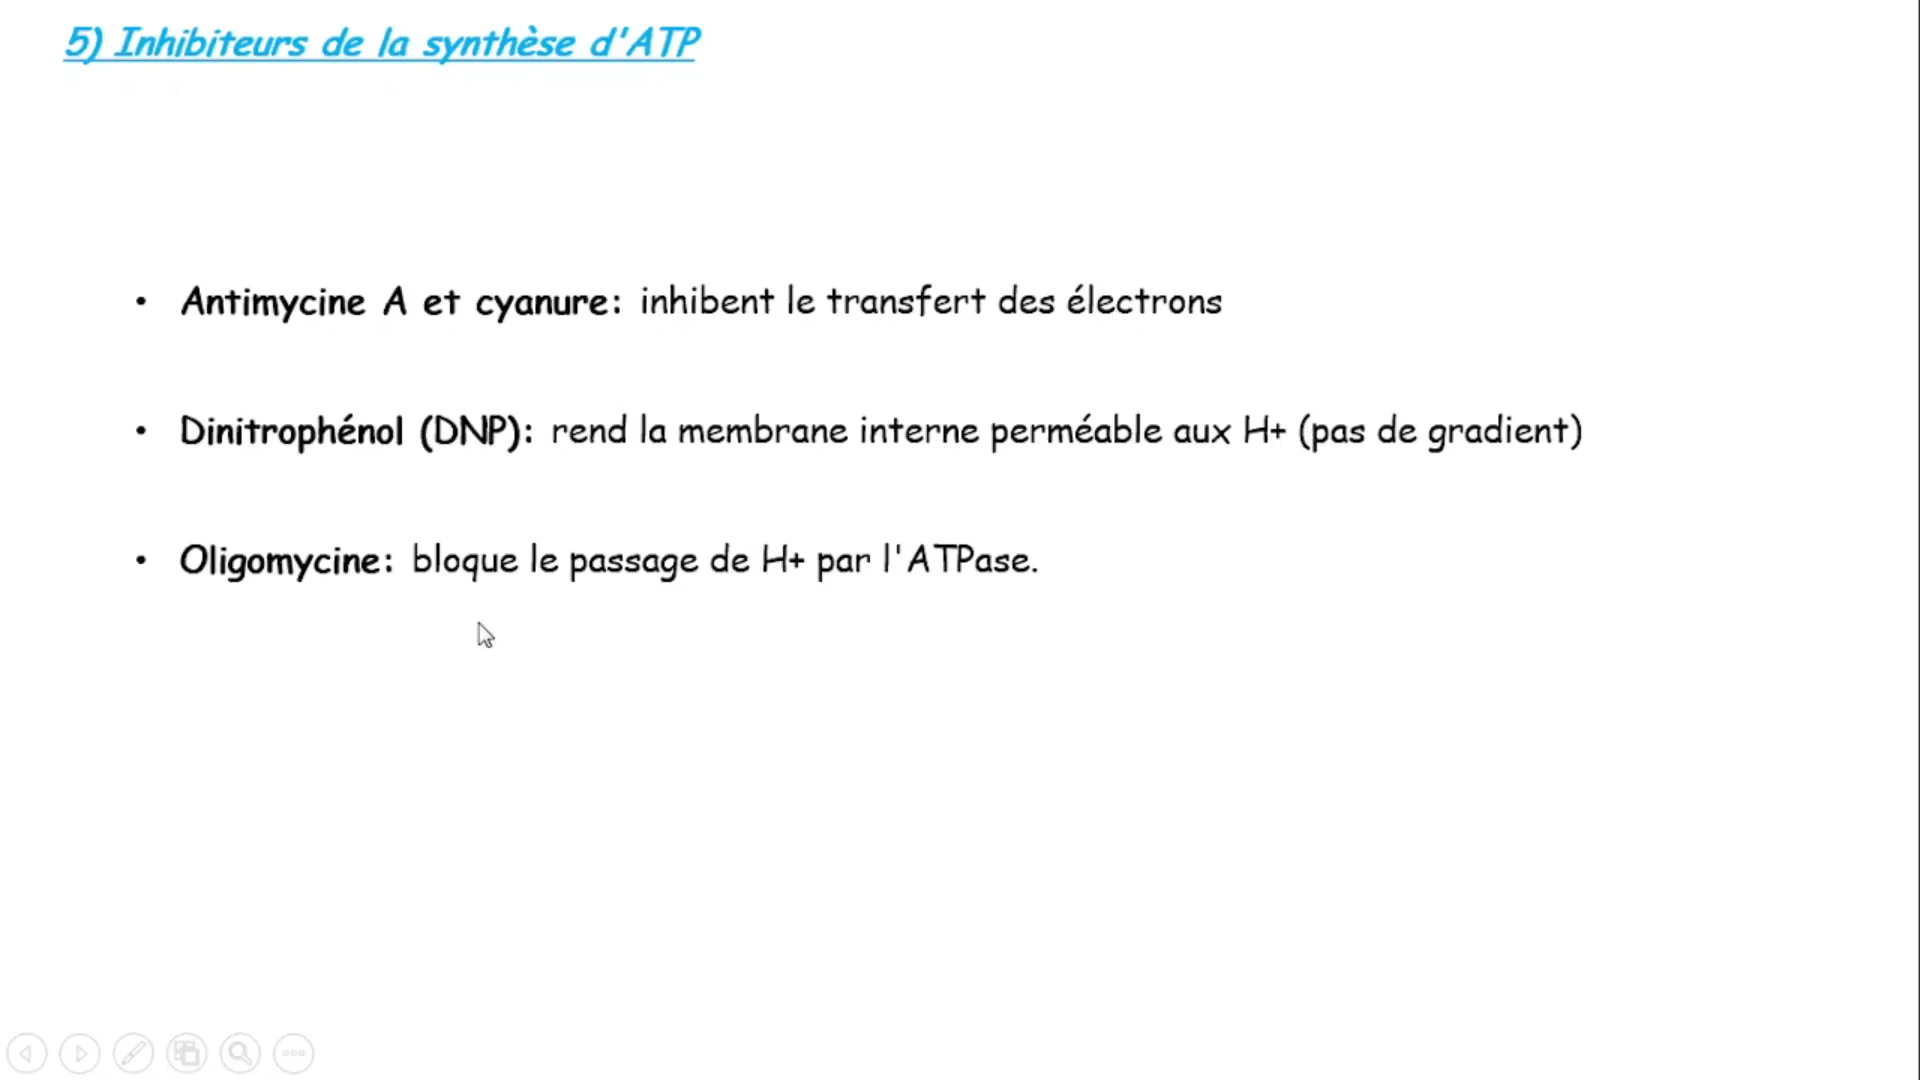 5) Inhibiteurs de la synthèse d'ATP
• Antimycine A et cyanure: inhibent le transfert des électrons
• Dinitrophénol (DNP): rend la membrane interne perméable aux H+ (pas de gradient)
• Oligomycine: bloque le passage de H+ par l'ATPase.